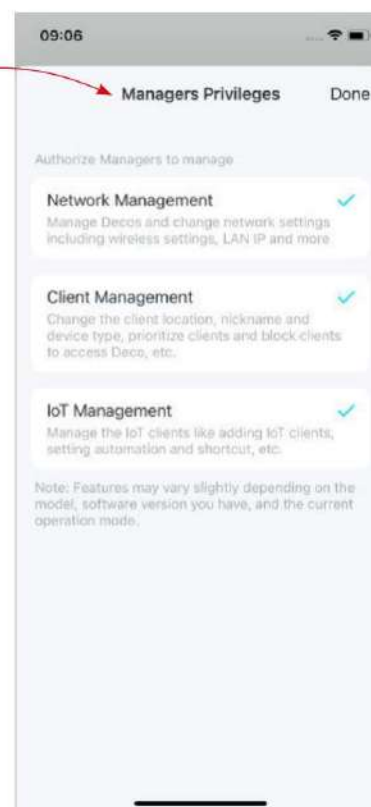 09:06
Managers Privileges
Done
Authorize Managers to manage
Network Management
Manage Decos and change network settings
including wireless settings, LAN IP and more
Client Management
Change the client location, nickname and
device type, prioritize clients and block clients
to access Deco, etc.
IoT Management
Manage the IoT clients like adding IoT clients,
setting automation and shortcut, etc.
Note: Features may vary slightly depending on the
model, software version you have, and the current
operation mode.